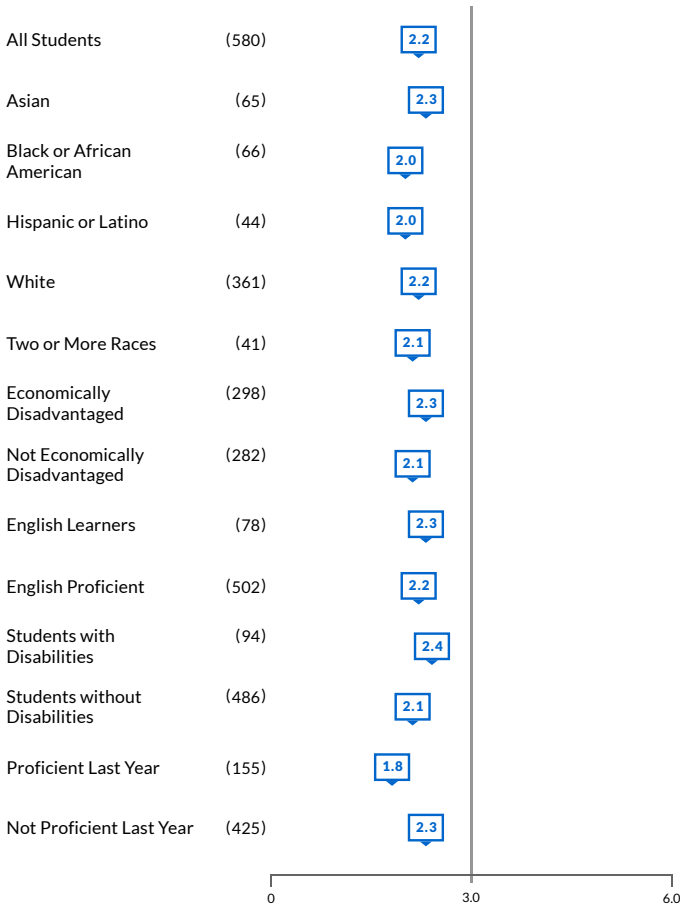 All Students (580) 2.2
Asian (65) 2.3
Black or African (66)
American 2.0
Hispanic or Latino (44) 2.0
White (361) 2.2
Two or More Races (41) 2.1
Economically (298)
Disadvantaged 2.3
Not Economically (282)
Disadvantaged 2.1
English Learners (78) 2.3
English Proficient (502) 2.2
Students with (94)
Disabilities 2.4
Students without (486)
Disabilities 2.1
Proficient Last Year (155) 1.8
Not Proficient Last Year (425) 2.3
0 3.0 6.0